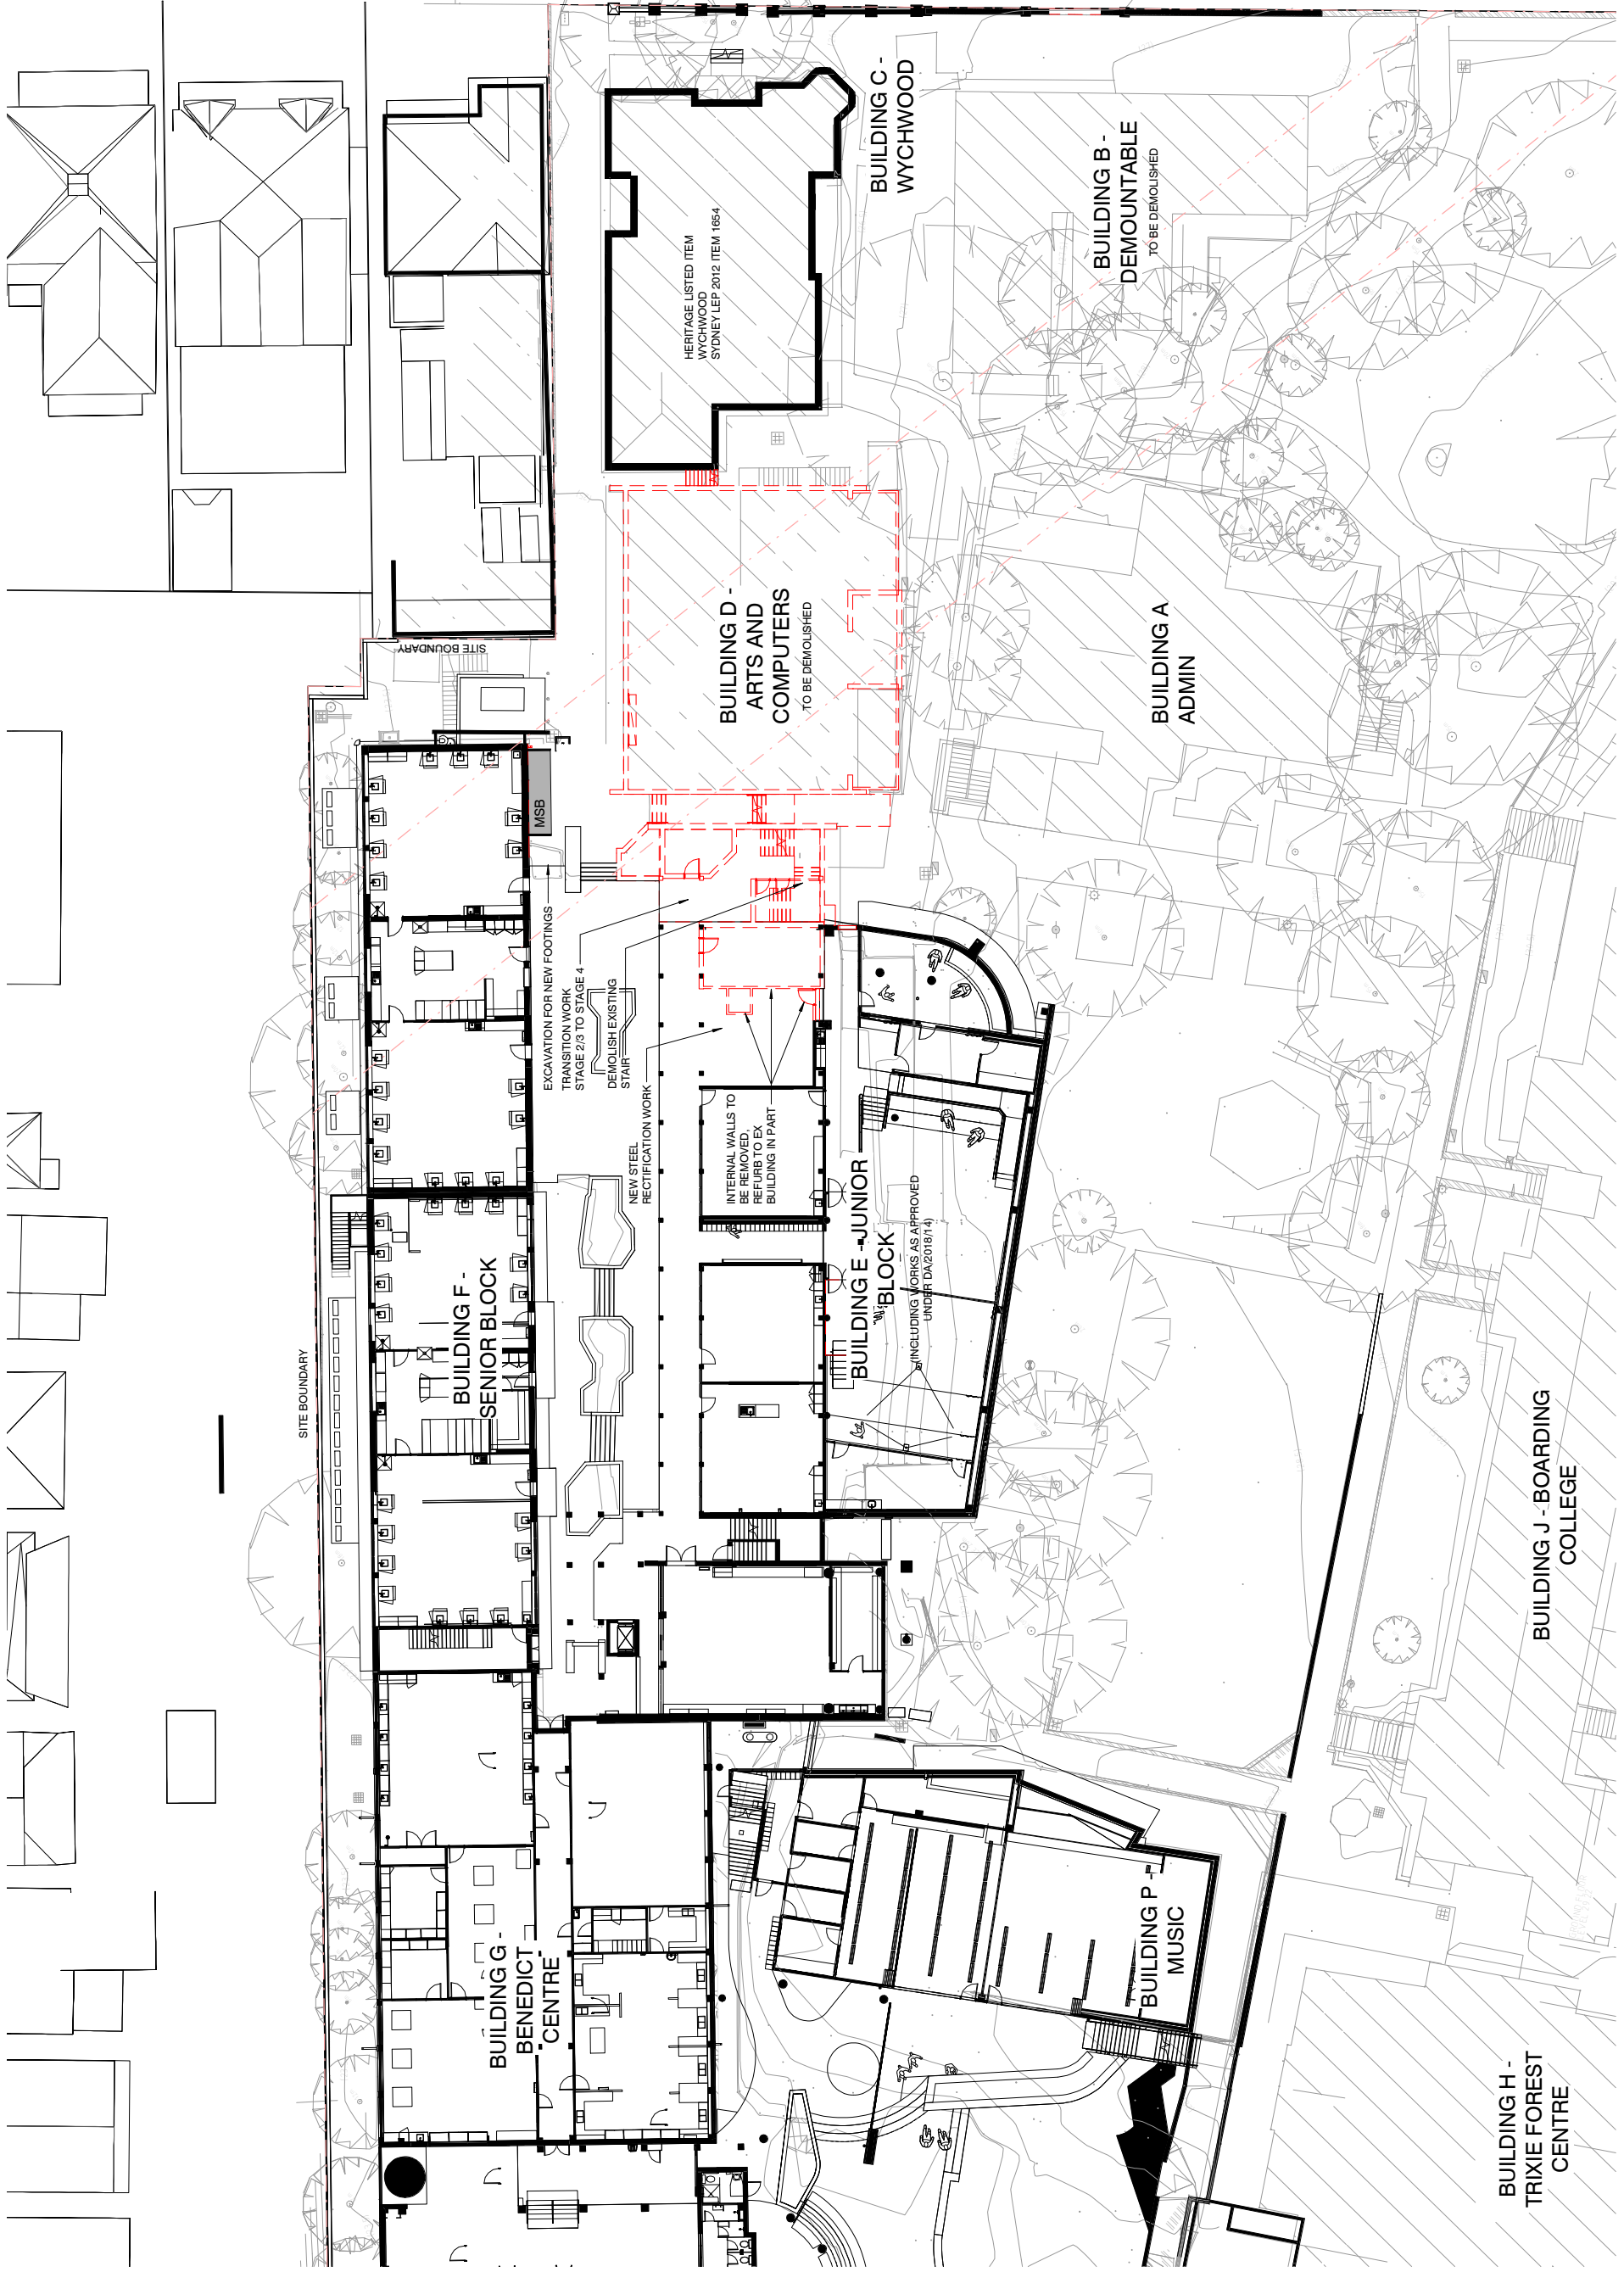 BUILDING C -
WYCHWOOD
HERITAGE LISTED ITEM
WYCHWOOD
SYDNEY LEP 2012 ITEM 1654
BUILDING B -
DEMOUNTABLE
TO BE DEMOLISHED
SITE BOUNDARY
BUILDING D -
ARTS AND
COMPUTERS
TO BE DEMOLISHED
BUILDING A
ADMIN
MSB
EXCAVATION FOR NEW FOOTINGS
TRANSITION WORK
STAGE 2/3 TO STAGE 4
DEMOLISH EXISTING
STAIR
NEW STEEL
RECTIFICATION WORK
INTERNAL WALLS TO
BE REMOVED,
REFURB TO EX
BUILDING IN PART
BUILDING E - JUNIOR
BLOCK
(INCLUDING WORKS AS APPROVED
UNDER DA/2018/14)
SITE BOUNDARY
BUILDING F -
SENIOR BLOCK
BUILDING J - BOARDING
COLLEGE
BUILDING G -
BENEDICT
CENTRE
BUILDING P -
MUSIC
BUILDING H -
TRIXIE FOREST
CENTRE